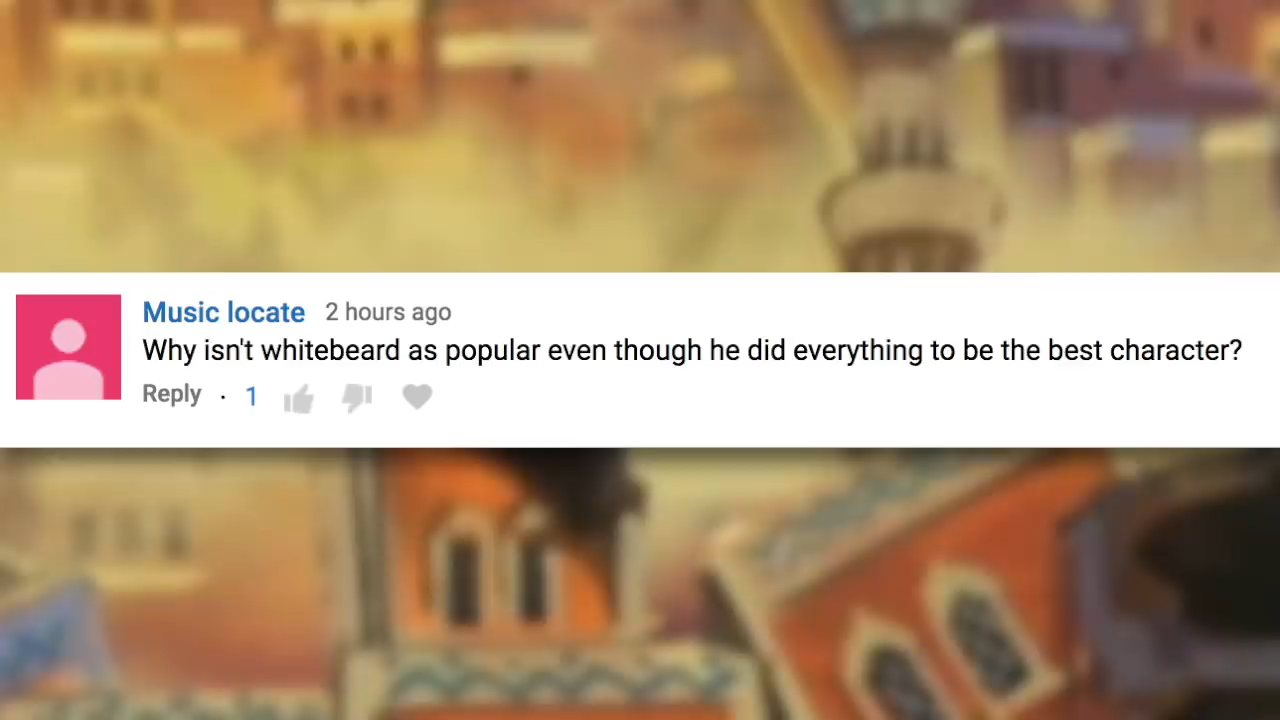 Music locate 2 hours ago
Why isn't whitebeard as popular even though he did everything to be the best character?
Reply · 1